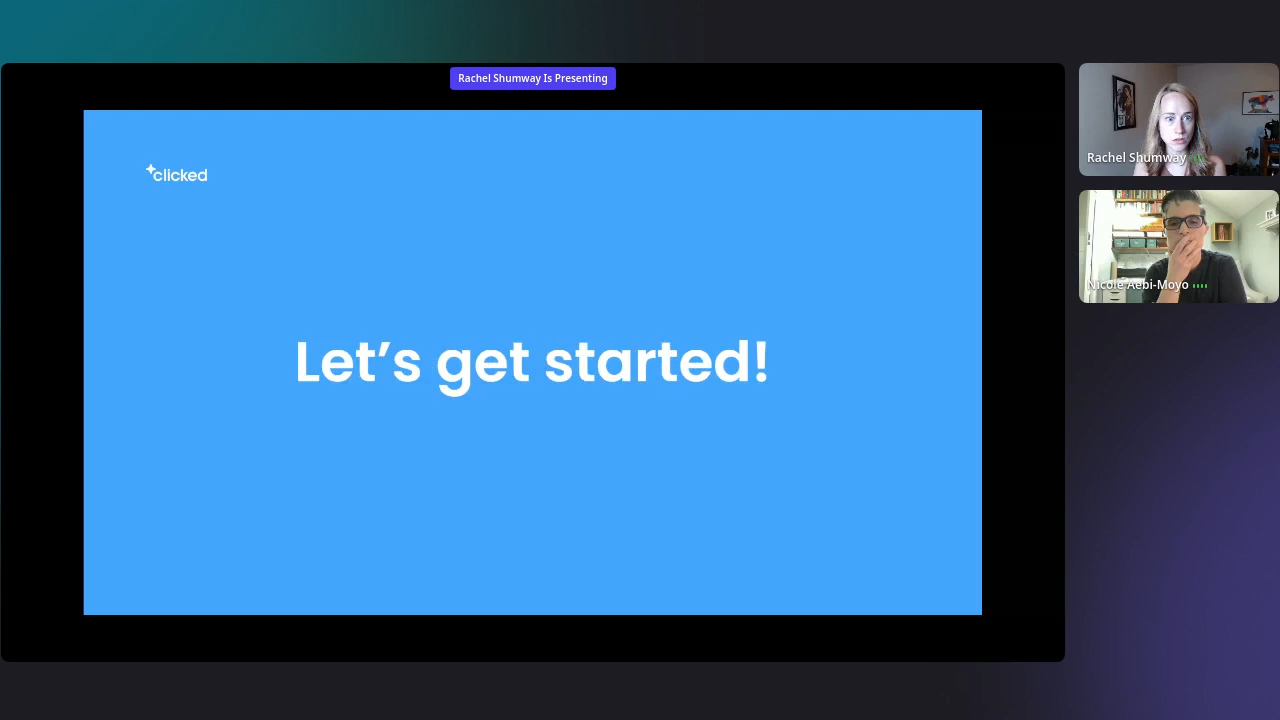 Rachel Shumway Is Presenting
clicked
Let's get started!
Rachel Shumway
Nicole Aebi-Moyo